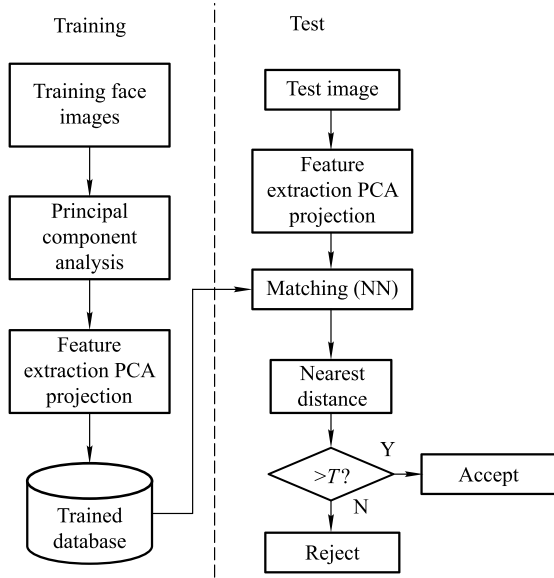 Training
Training face
images
Principal
component
analysis
Feature
extraction PCA
projection
Trained
database
Test
Test image
Feature
extraction PCA
projection
Matching (NN)
Nearest
distance
>T?
Y
Accept
N
Reject